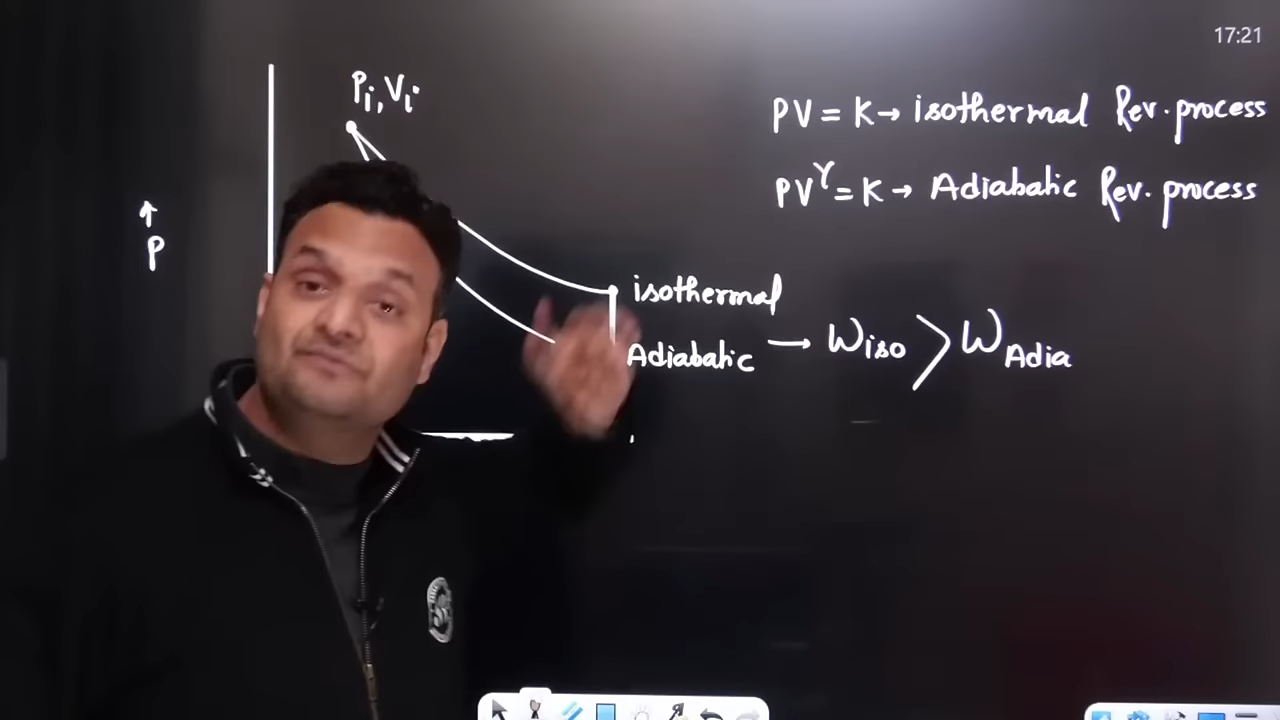 17:21
Pi, Vi
PV = K → isothermal Rev. process
PV^γ = K → Adiabatic Rev. process
↑
P
isothermal
Adiabatic → Wiso > WAdia